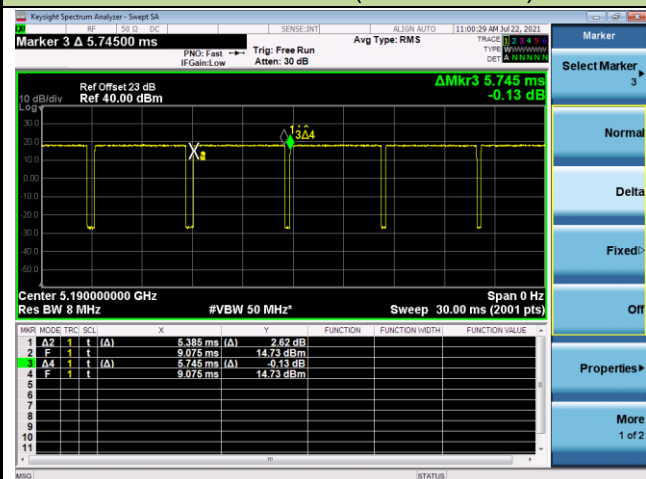 Keysight Spectrum Analyzer - Swept SA
RF 50 Ω DC SENSE:INT ALIGN AUTO 11:00:29 AM Jul 22, 2021
Marker 3 Δ 5.74500 ms
PNO: Fast Trig: Free Run Avg Type: RMS TRACE 1 2 3 4 5 6
IFGain:Low Atten: 30 dB TYPE WWWWWW
DET A N N N N N
Marker
Select Marker
3
Normal
Delta
Fixed
Off
Properties
More
1 of 2
ΔMkr3 5.745 ms
-0.13 dB
Ref Offset 23 dB
10 dB/div Ref 40.00 dBm
Log
30.0
20.0
10.0
0.00
-10.0
-20.0
-30.0
-40.0
-50.0
3Δ4
Center 5.190000000 GHz Span 0 Hz
Res BW 8 MHz #VBW 50 MHz* Sweep 30.00 ms (2001 pts)
MKR MODE TRC SCL X Y FUNCTION FUNCTION WIDTH FUNCTION VALUE
1 Δ2 1 t (Δ) 5.385 ms (Δ) 2.62 dB
2 F 1 t 9.075 ms 14.73 dBm
3 Δ4 1 t (Δ) 5.745 ms (Δ) -0.13 dB
4 F 1 t 9.075 ms 14.73 dBm
5
6
7
8
9
10
11
MSG STATUS